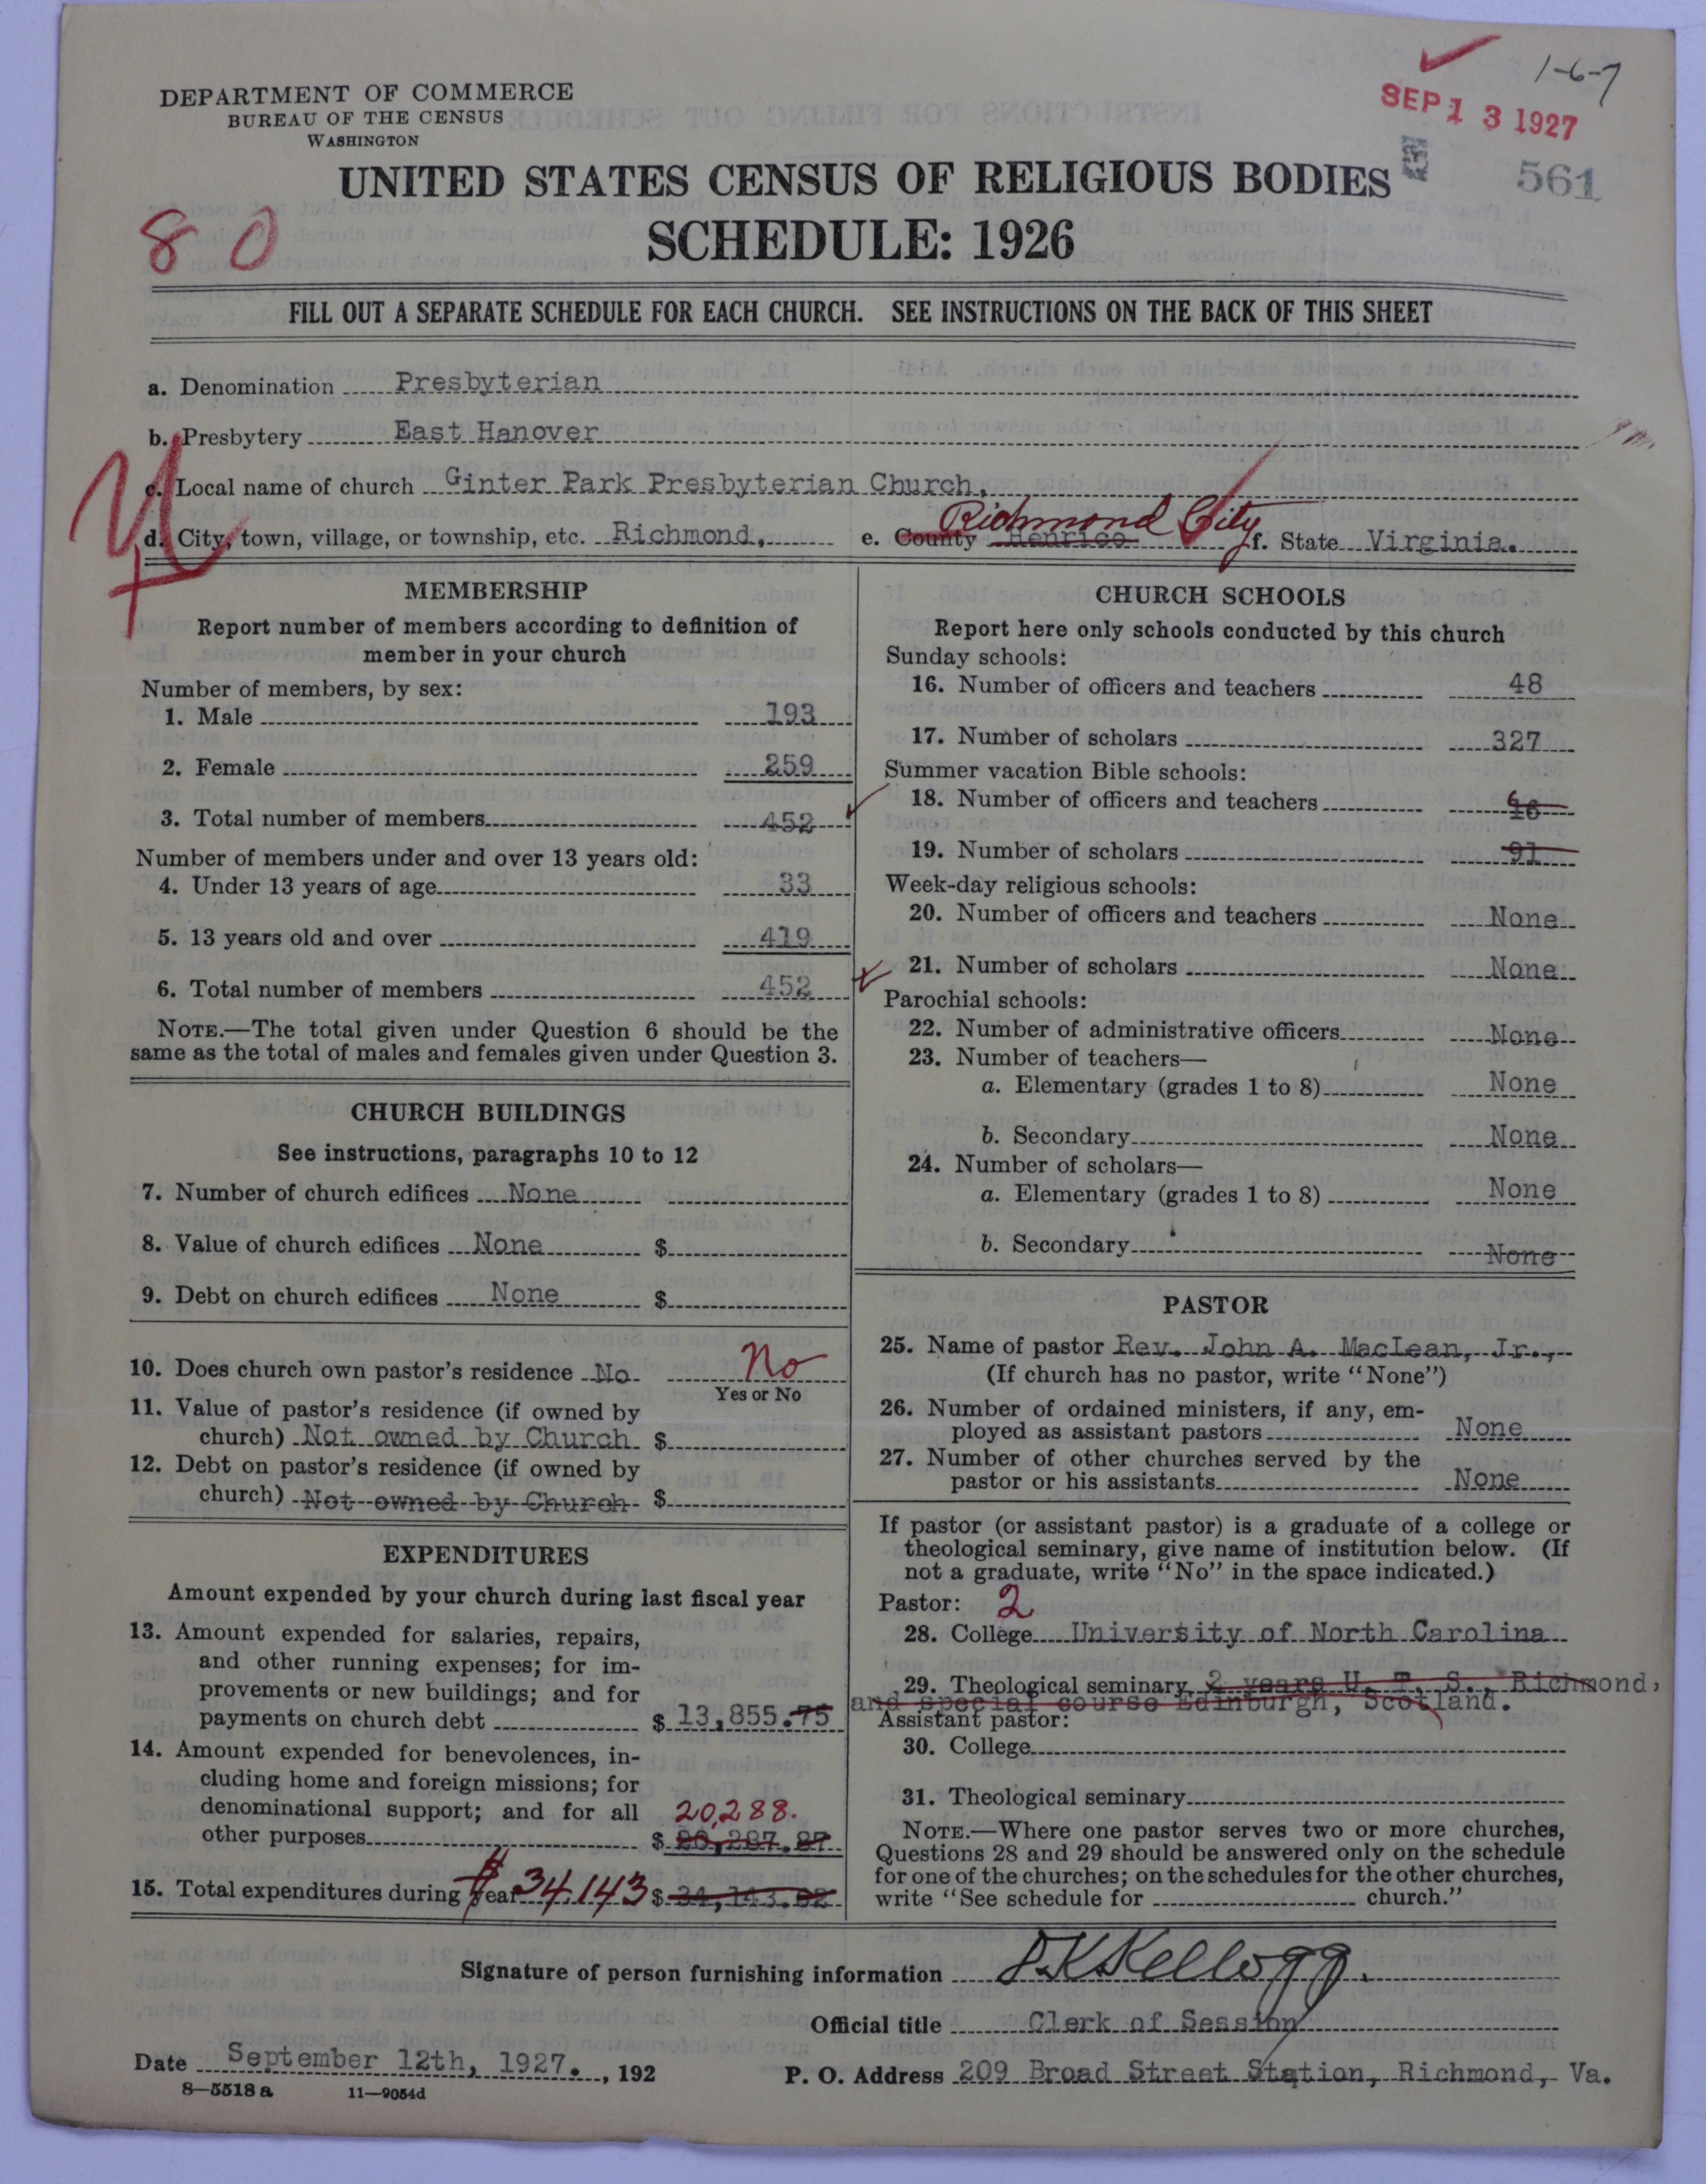 1-6-7
SEP 13 1927
561
DEPARTMENT OF COMMERCE
BUREAU OF THE CENSUS
WASHINGTON
UNITED STATES CENSUS OF RELIGIOUS BODIES
80
SCHEDULE: 1926
FILL OUT A SEPARATE SCHEDULE FOR EACH CHURCH. SEE INSTRUCTIONS ON THE BACK OF THIS SHEET
a. Denomination Presbyterian
b. Presbytery East Hanover
c. Local name of church Ginter Park Presbyterian Church,
Richmond City
d. City, town, village, or township, etc. Richmond, e. County Henrico f. State Virginia.
MEMBERSHIP
Report number of members according to definition of
member in your church
Number of members, by sex:
1. Male 193
2. Female 259
3. Total number of members 452
Number of members under and over 13 years old:
4. Under 13 years of age 33
5. 13 years old and over 419
6. Total number of members 452
NOTE.—The total given under Question 6 should be the
same as the total of males and females given under Question 3.
CHURCH BUILDINGS
See instructions, paragraphs 10 to 12
7. Number of church edifices None
8. Value of church edifices None $
9. Debt on church edifices None $
10. Does church own pastor's residence No No
Yes or No
11. Value of pastor's residence (if owned by
church) Not owned by Church $
12. Debt on pastor's residence (if owned by
church) Not owned by Church $
EXPENDITURES
Amount expended by your church during last fiscal year
13. Amount expended for salaries, repairs,
and other running expenses; for im-
provements or new buildings; and for
payments on church debt $ 13,855.75
14. Amount expended for benevolences, in-
cluding home and foreign missions; for
denominational support; and for all 20,288.
other purposes $ 20,287.87
15. Total expenditures during year $34,143 $ 34,143.62
CHURCH SCHOOLS
Report here only schools conducted by this church
Sunday schools:
16. Number of officers and teachers 48
17. Number of scholars 327
Summer vacation Bible schools:
18. Number of officers and teachers 16
19. Number of scholars 91
Week-day religious schools:
20. Number of officers and teachers None
21. Number of scholars None
Parochial schools:
22. Number of administrative officers None
23. Number of teachers—
a. Elementary (grades 1 to 8) None
b. Secondary None
24. Number of scholars—
a. Elementary (grades 1 to 8) None
b. Secondary None
PASTOR
25. Name of pastor Rev. John A. MacLean, Jr.,
(If church has no pastor, write "None")
26. Number of ordained ministers, if any, em-
ployed as assistant pastors None
27. Number of other churches served by the
pastor or his assistants None
If pastor (or assistant pastor) is a graduate of a college or
theological seminary, give name of institution below. (If
not a graduate, write "No" in the space indicated.)
Pastor: 2
28. College University of North Carolina
29. Theological seminary 2 years U. T. S., Richmond,
and special course Edinburgh, Scotland.
Assistant pastor:
30. College
31. Theological seminary
NOTE.—Where one pastor serves two or more churches,
Questions 28 and 29 should be answered only on the schedule
for one of the churches; on the schedules for the other churches,
write "See schedule for church."
Signature of person furnishing information D.K.Kellogg.
Official title Clerk of Session
Date September 12th, 1927. , 192 P. O. Address 209 Broad Street Station, Richmond, Va.
8—5518 a 11—9054d